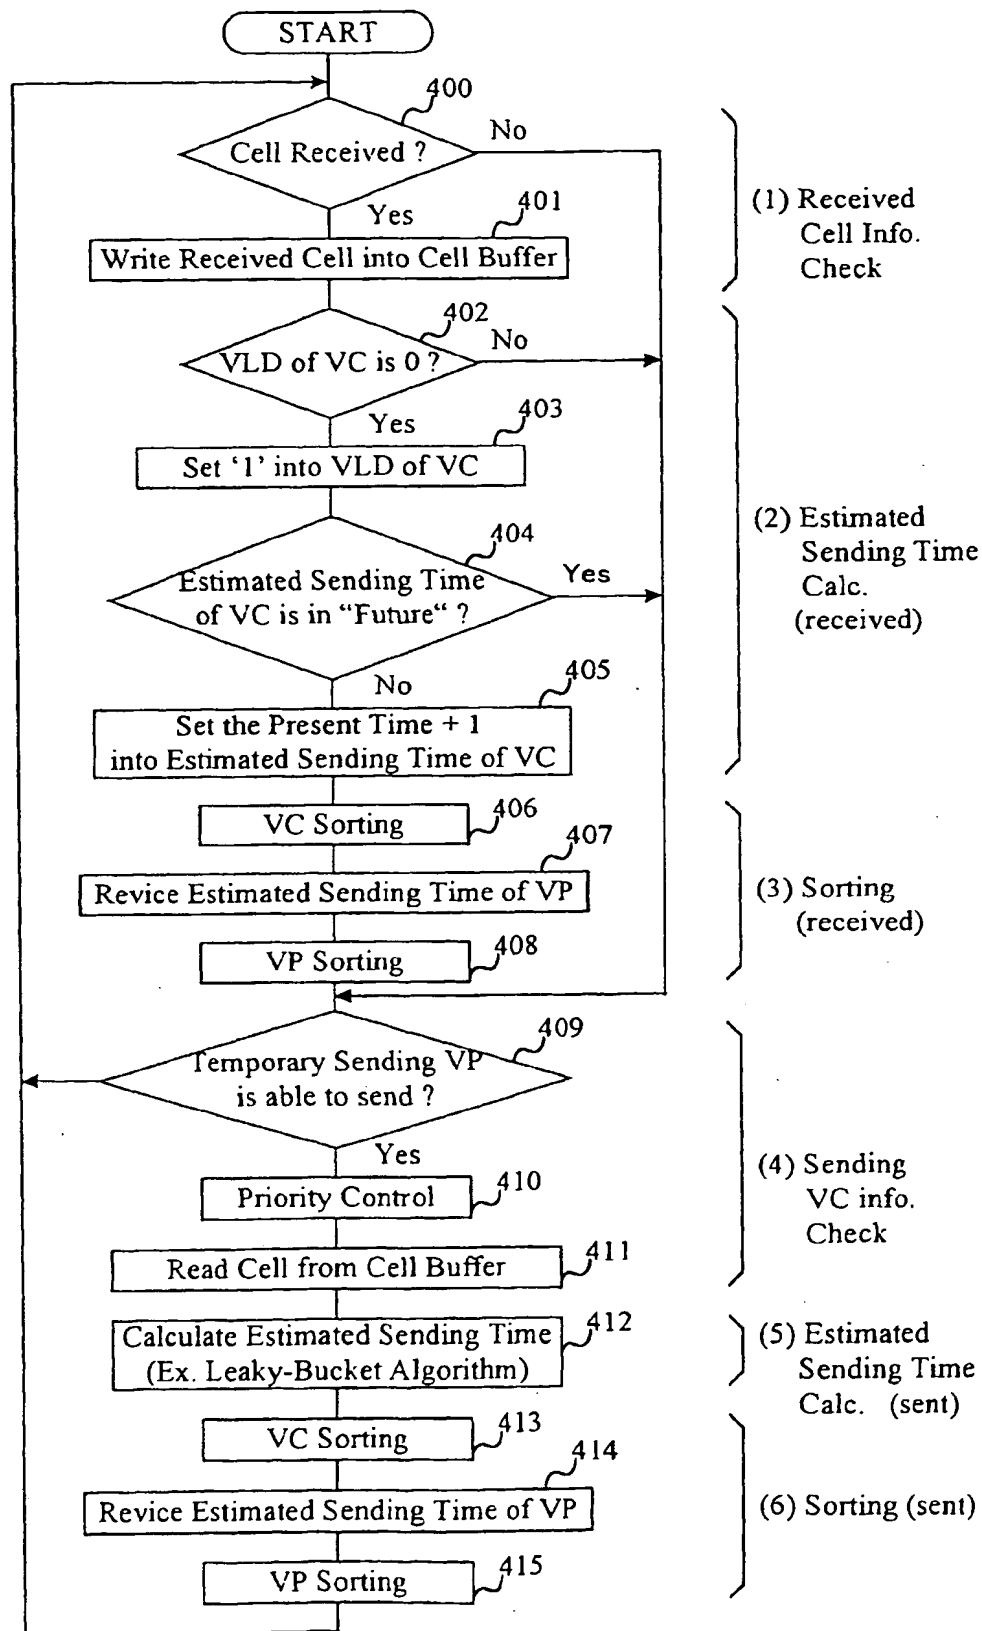 START
400
Cell Received ?
No
Yes
401
Write Received Cell into Cell Buffer
(1) Received
Cell Info.
Check
402
VLD of VC is 0 ?
No
Yes
403
Set ‘1’ into VLD of VC
404
Estimated Sending Time
of VC is in “Future“ ?
Yes
No
(2) Estimated
Sending Time
Calc.
(received)
405
Set the Present Time + 1
into Estimated Sending Time of VC
VC Sorting
406
407
Revice Estimated Sending Time of VP
VP Sorting
408
(3) Sorting
(received)
409
Temporary Sending VP
is able to send ?
Yes
Priority Control
410
Read Cell from Cell Buffer
411
(4) Sending
VC info.
Check
Calculate Estimated Sending Time
(Ex. Leaky-Bucket Algorithm)
412
(5) Estimated
Sending Time
Calc. (sent)
VC Sorting
413
414
Revice Estimated Sending Time of VP
VP Sorting
415
(6) Sorting (sent)